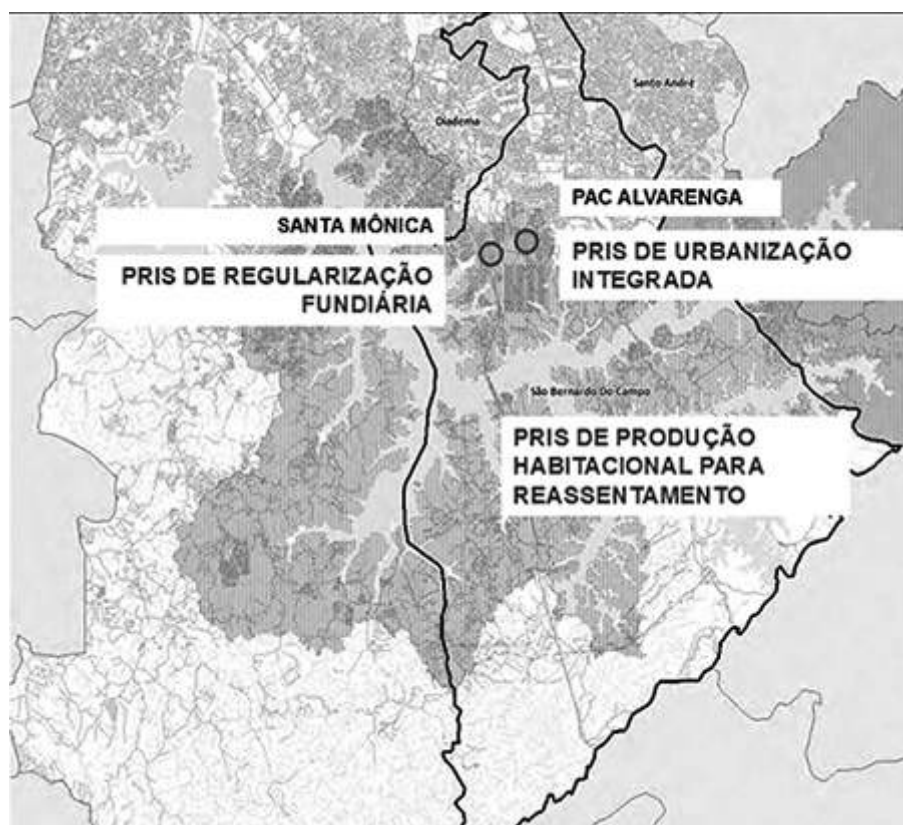 Santo André
Diadema
PAC ALVARENGA
SANTA MÔNICA
PRIS DE REGULARIZAÇÃO
FUNDIÁRIA
PRIS DE URBANIZAÇÃO
INTEGRADA
São Bernardo Do Campo
PRIS DE PRODUÇÃO
HABITACIONAL PARA
REASSENTAMENTO